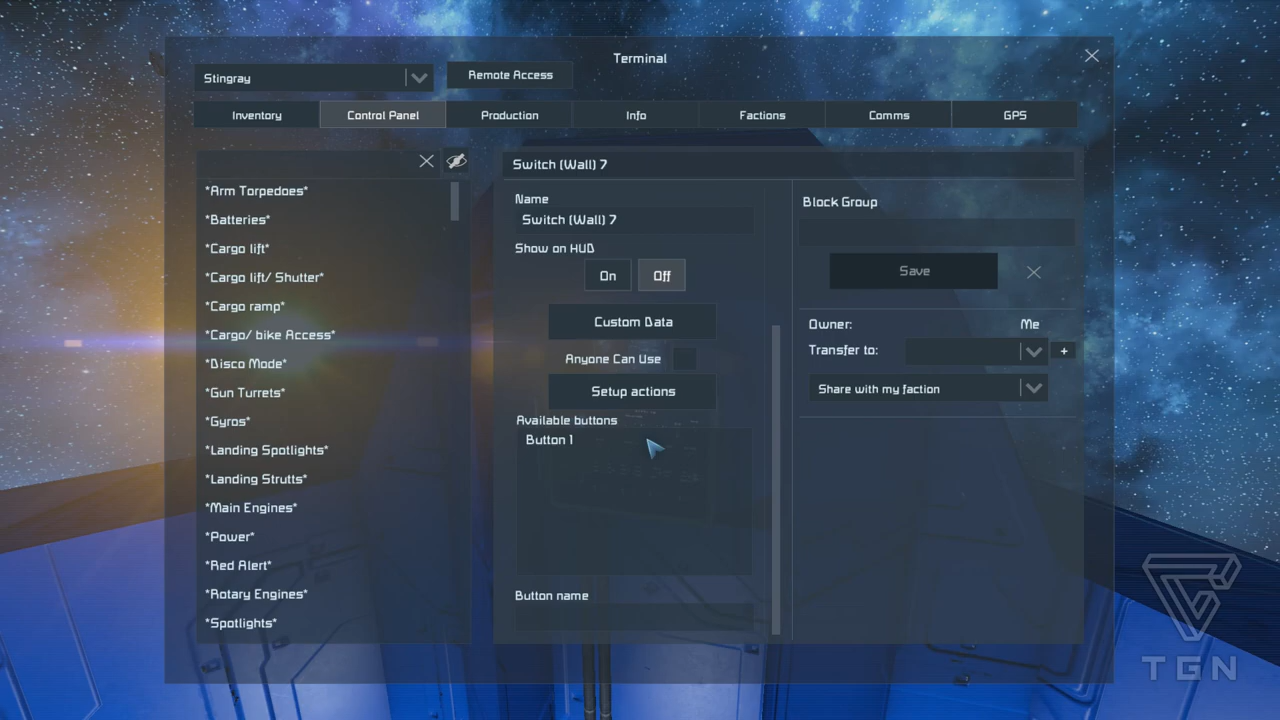 Terminal
Stingray
Remote Access
Inventory
Control Panel
Production
Info
Factions
Comms
GPS
*Arm Torpedoes*
*Batteries*
*Cargo lift*
*Cargo lift/ Shutter*
*Cargo ramp*
*Cargo/ bike Access*
*Disco Mode*
*Gun Turrets*
*Gyros*
*Landing Spotlights*
*Landing Strutts*
*Main Engines*
*Power*
*Red Alert*
*Rotary Engines*
*Spotlights*
Switch (Wall) 7
Name
Switch (Wall) 7
Show on HUD
On
Off
Custom Data
Anyone Can Use
Setup actions
Available buttons
Button 1
Button name
Block Group
Save
Owner:
Me
Transfer to:
+
Share with my faction
TGN